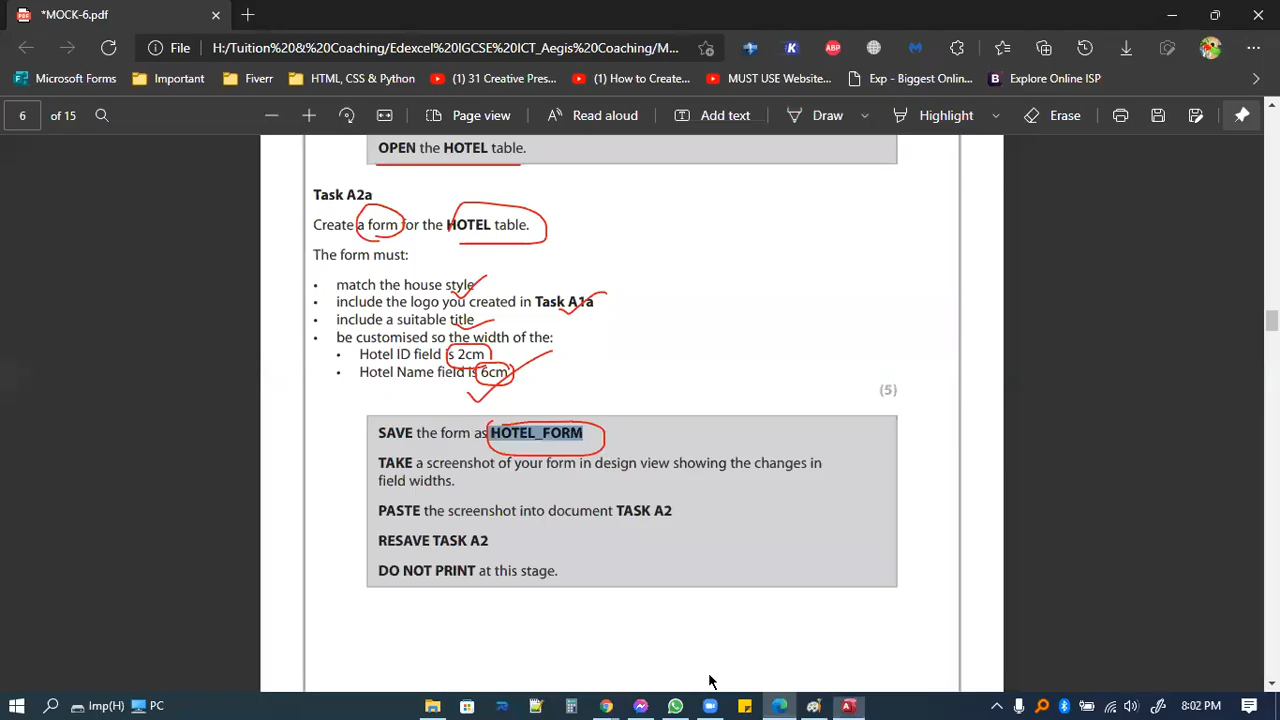 *MOCK-6.pdf
File
H:/Tuition%20&%20Coaching/Edexcel%20IGCSE%20ICT_Aegis%20Coaching/M...
Microsoft Forms
Important
Fiverr
HTML, CSS & Python
(1) 31 Creative Pres...
(1) How to Create...
MUST USE Website...
Exp - Biggest Onlin...
Explore Online ISP
6 of 15
Page view
Read aloud
Add text
Draw
Highlight
Erase
OPEN the HOTEL table.
Task A2a
Create a form for the HOTEL table.
The form must:
• match the house style
• include the logo you created in Task A1a
• include a suitable title
• be customised so the width of the:
• Hotel ID field is 2cm
• Hotel Name field is 6cm
(5)
SAVE the form as HOTEL_FORM
TAKE a screenshot of your form in design view showing the changes in
field widths.
PASTE the screenshot into document TASK A2
RESAVE TASK A2
DO NOT PRINT at this stage.
Imp(H)
PC
8:02 PM